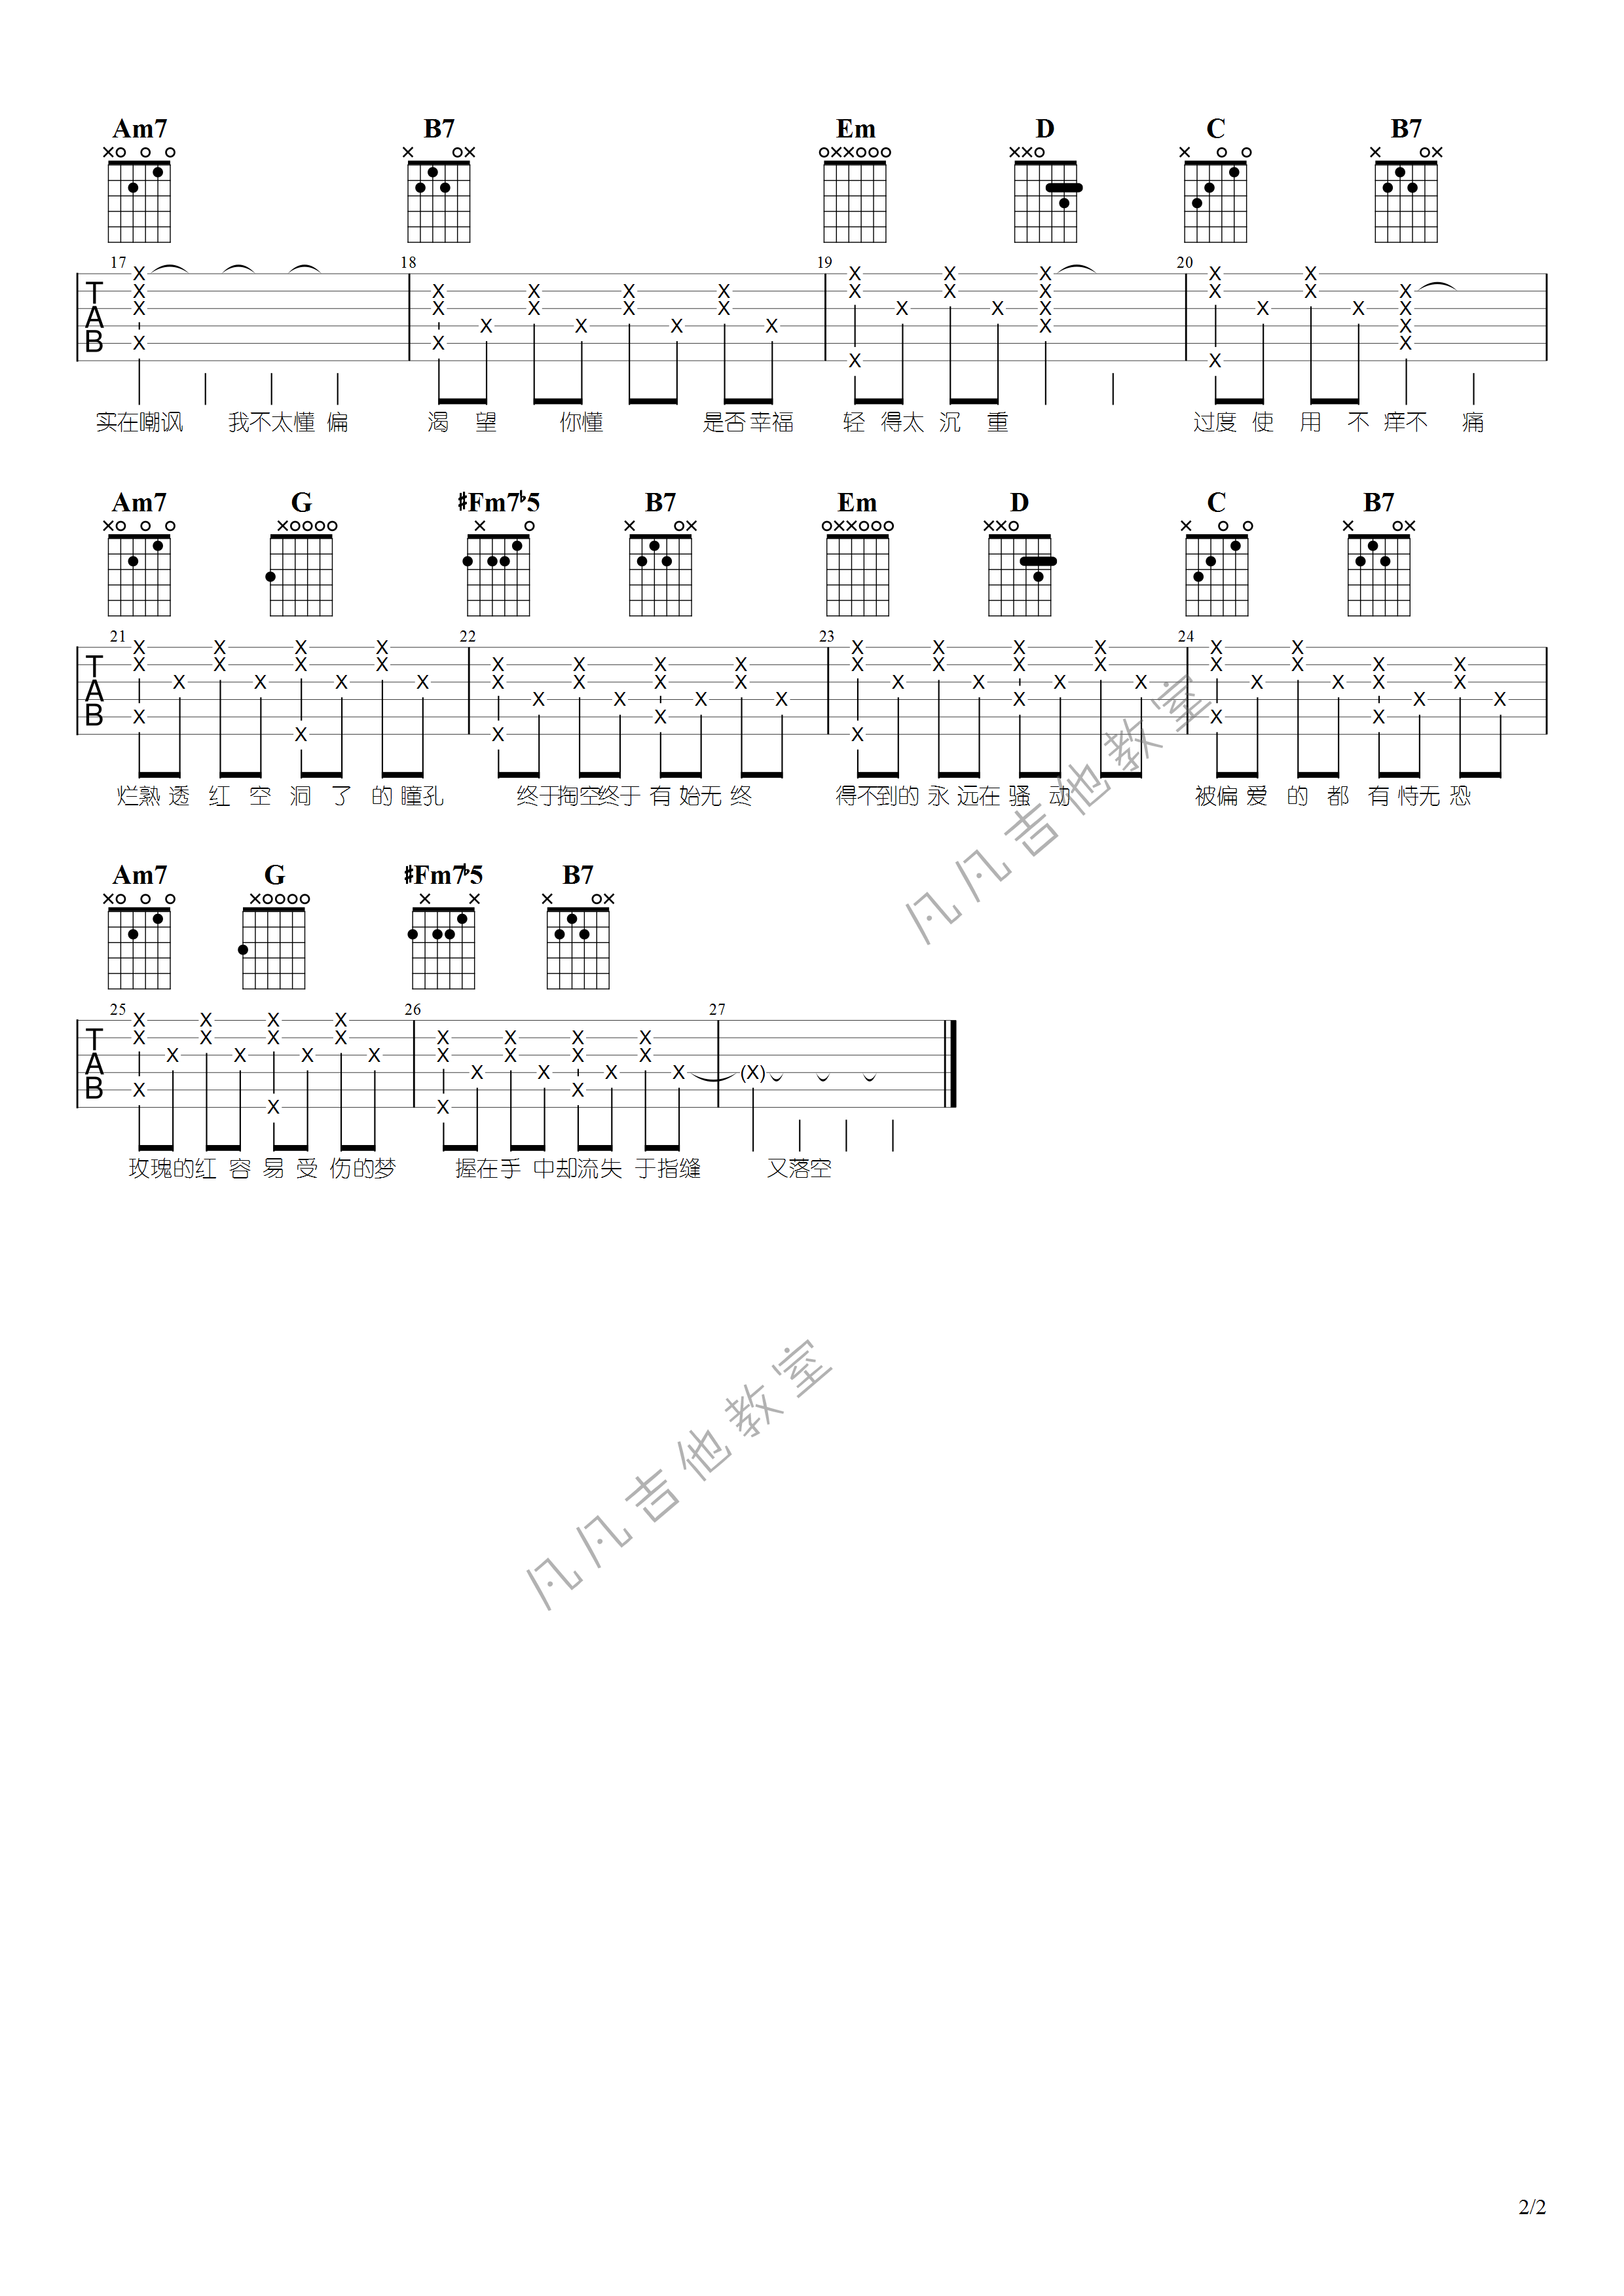 Am7 B7 Em D C B7
17 18 19 20
TAB
实在嘲讽 我不太懂偏 渴望 你懂 是否幸福 轻得太沉重 过度使用不痒不痛
Am7 G #Fm7b5 B7 Em D C B7
21 22 23 24
TAB
烂熟透红空洞了的瞳孔 终于掏空终于有始无终 得不到的永远在骚动 被偏爱的都有恃无恐
Am7 G #Fm7b5 B7
25 26 27
TAB
玫瑰的红容易受伤的梦 握在手中却流失于指缝 又落空
凡凡吉他教室
凡凡吉他教室
2/2